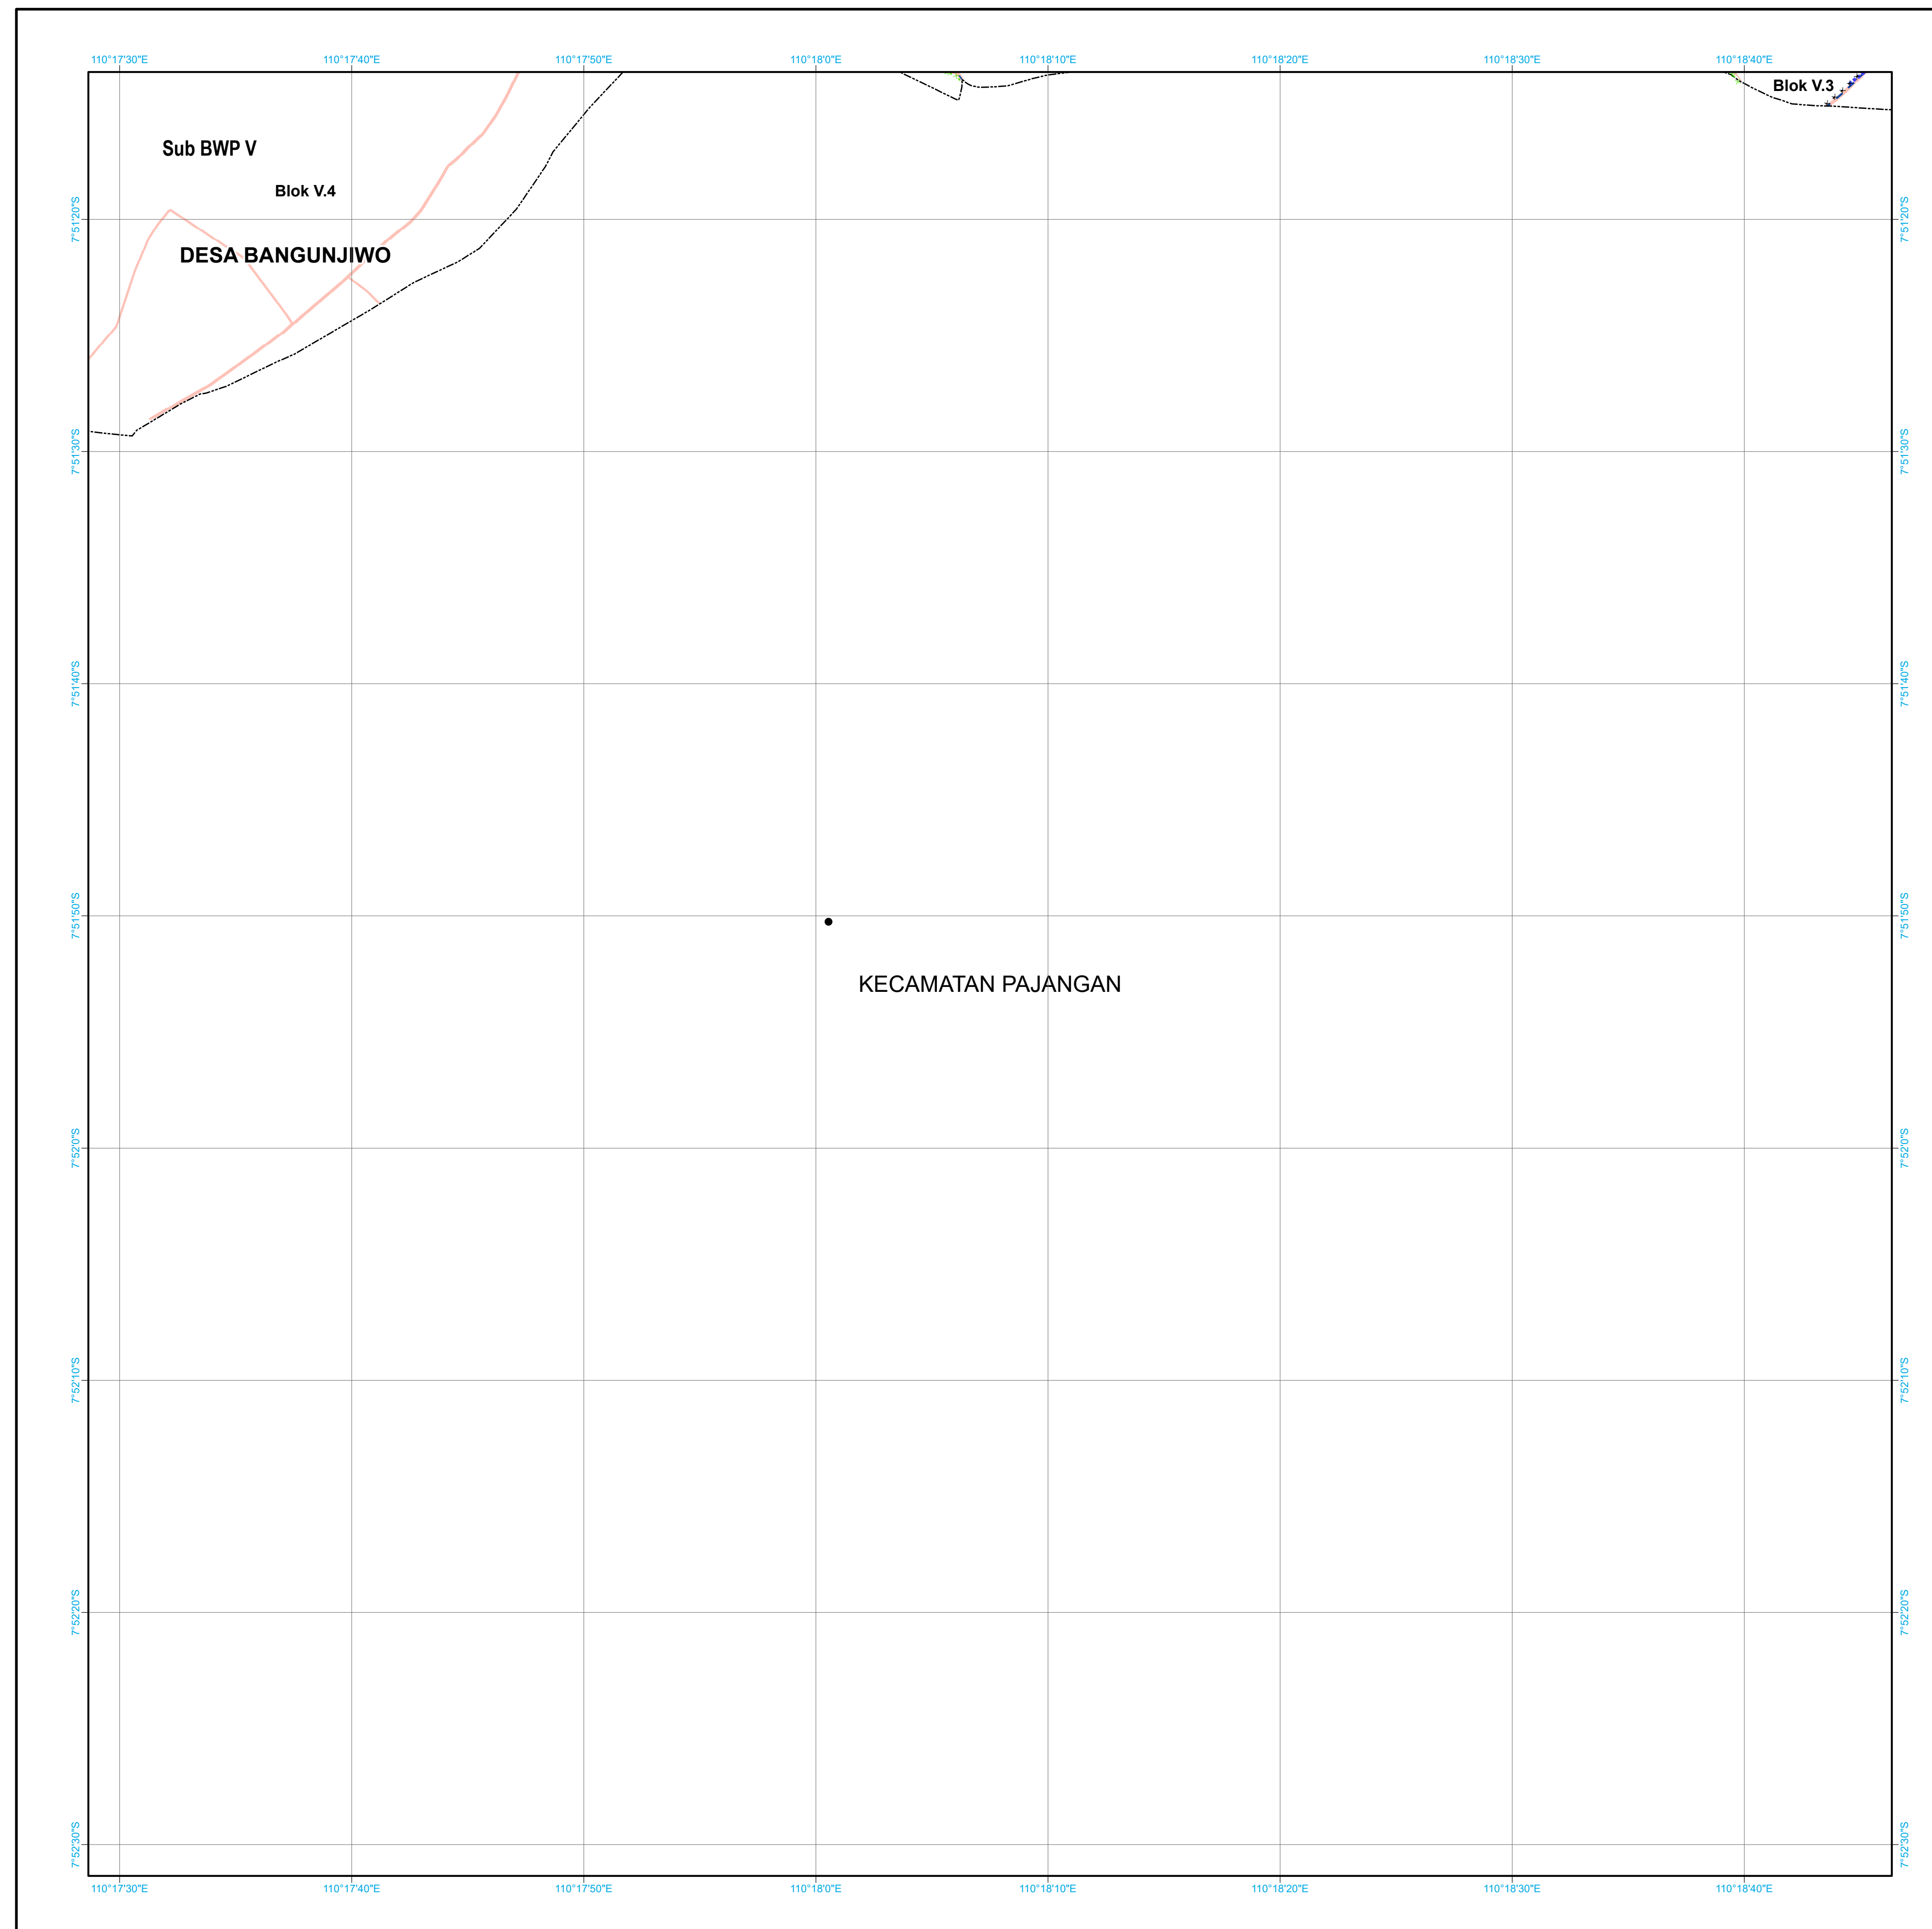 110°17'30"E 110°17'40"E 110°17'50"E 110°18'0"E 110°18'10"E 110°18'20"E 110°18'30"E 110°18'40"E
Blok V.3
Sub BWP V
Blok V.4
7°51'20"S 7°51'20"S
DESA BANGUNJIWO
7°51'30"S 7°51'30"S
7°51'40"S 7°51'40"S
7°51'50"S 7°51'50"S
KECAMATAN PAJANGAN
7°52'0"S 7°52'0"S
7°52'10"S 7°52'10"S
7°52'20"S 7°52'20"S
7°52'30"S 7°52'30"S
110°17'30"E 110°17'40"E 110°17'50"E 110°18'0"E 110°18'10"E 110°18'20"E 110°18'30"E 110°18'40"E